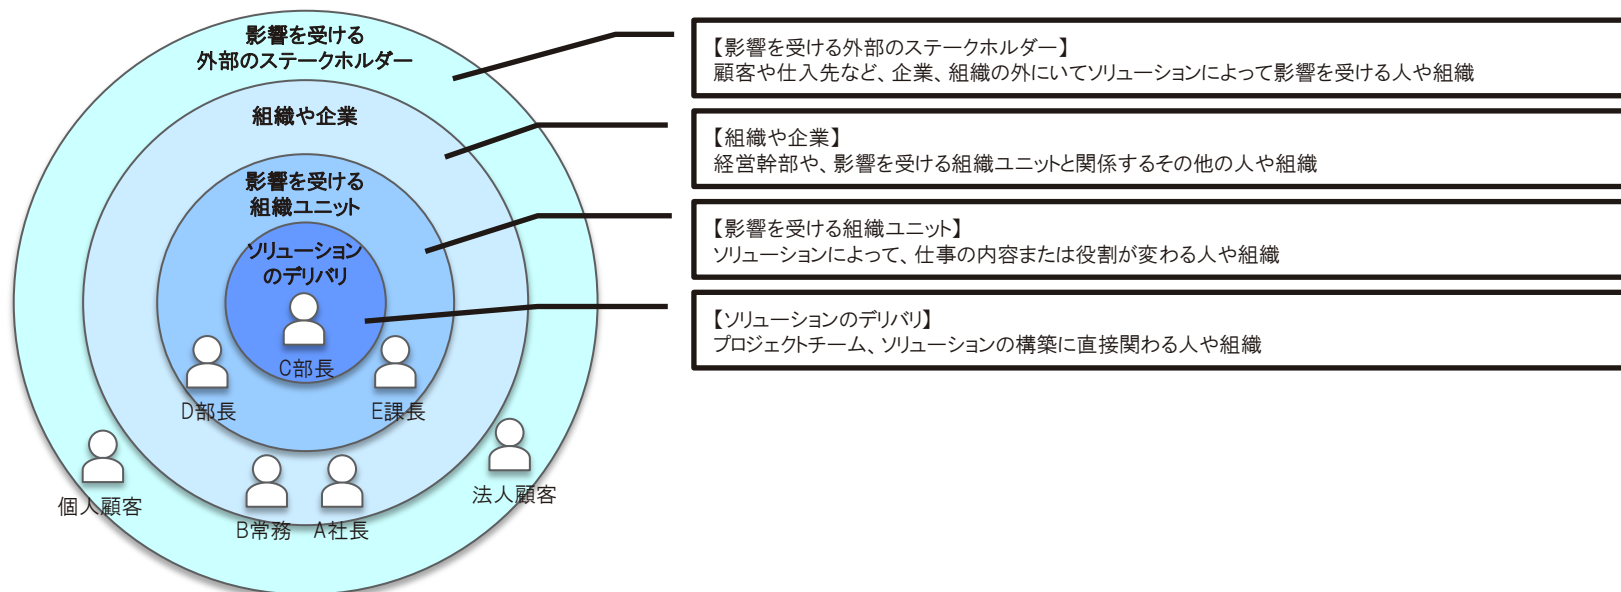 影響を受ける
外部のステークホルダー
組織や企業
影響を受ける
組織ユニット
ソリューション
のデリバリ
C部長
D部長
E課長
個人顧客
B常務
A社長
法人顧客
【影響を受ける外部のステークホルダー】
顧客や仕入先など、企業、組織の外にいてソリューションによって影響を受ける人や組織
【組織や企業】
経営幹部や、影響を受ける組織ユニットと関係するその他の人や組織
【影響を受ける組織ユニット】
ソリューションによって、仕事の内容または役割が変わる人や組織
【ソリューションのデリバリ】
プロジェクトチーム、ソリューションの構築に直接関わる人や組織